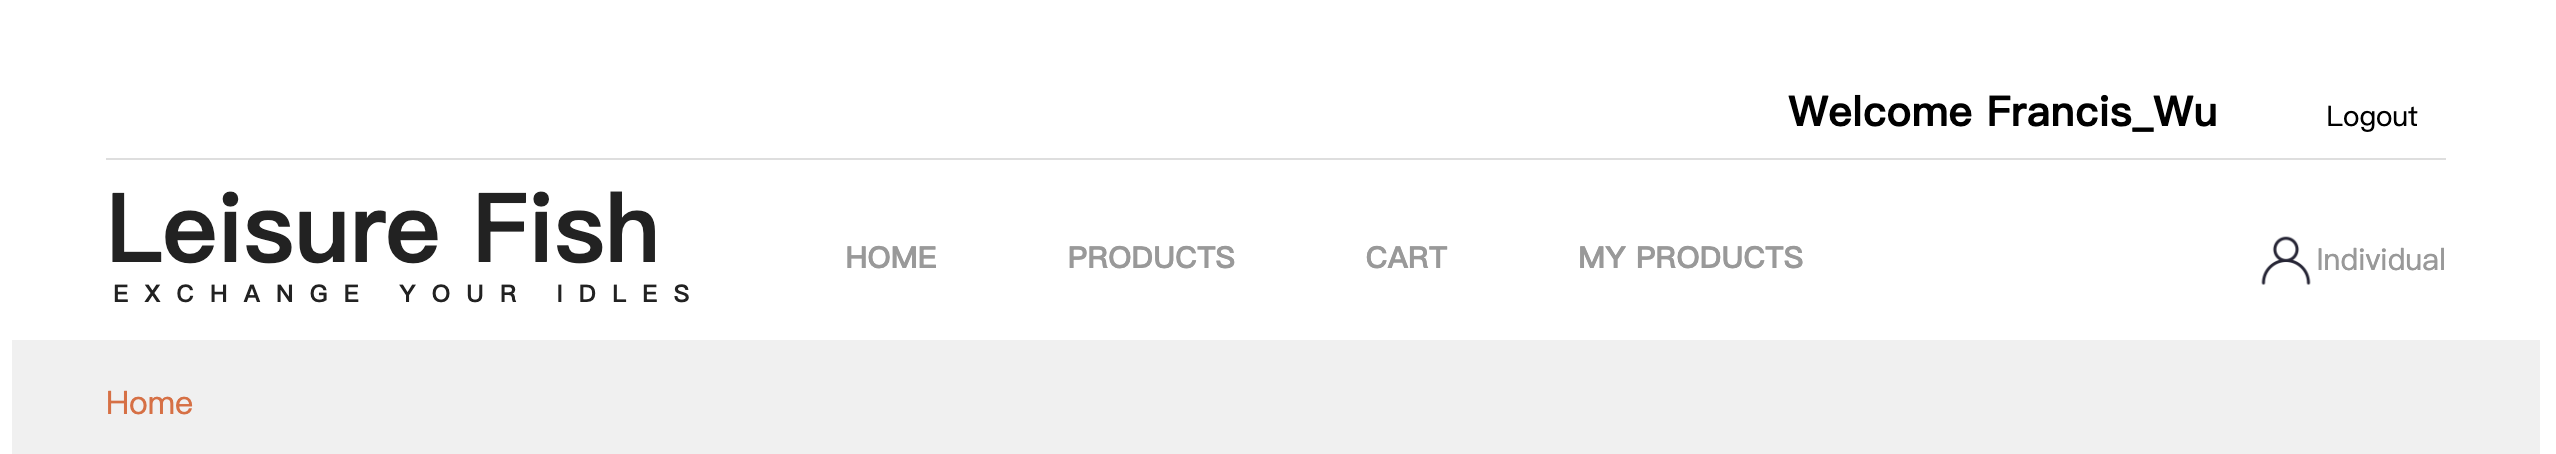 Welcome Francis_Wu Logout
Leisure Fish
EXCHANGE YOUR IDLES
HOME PRODUCTS CART MY PRODUCTS Individual
Home